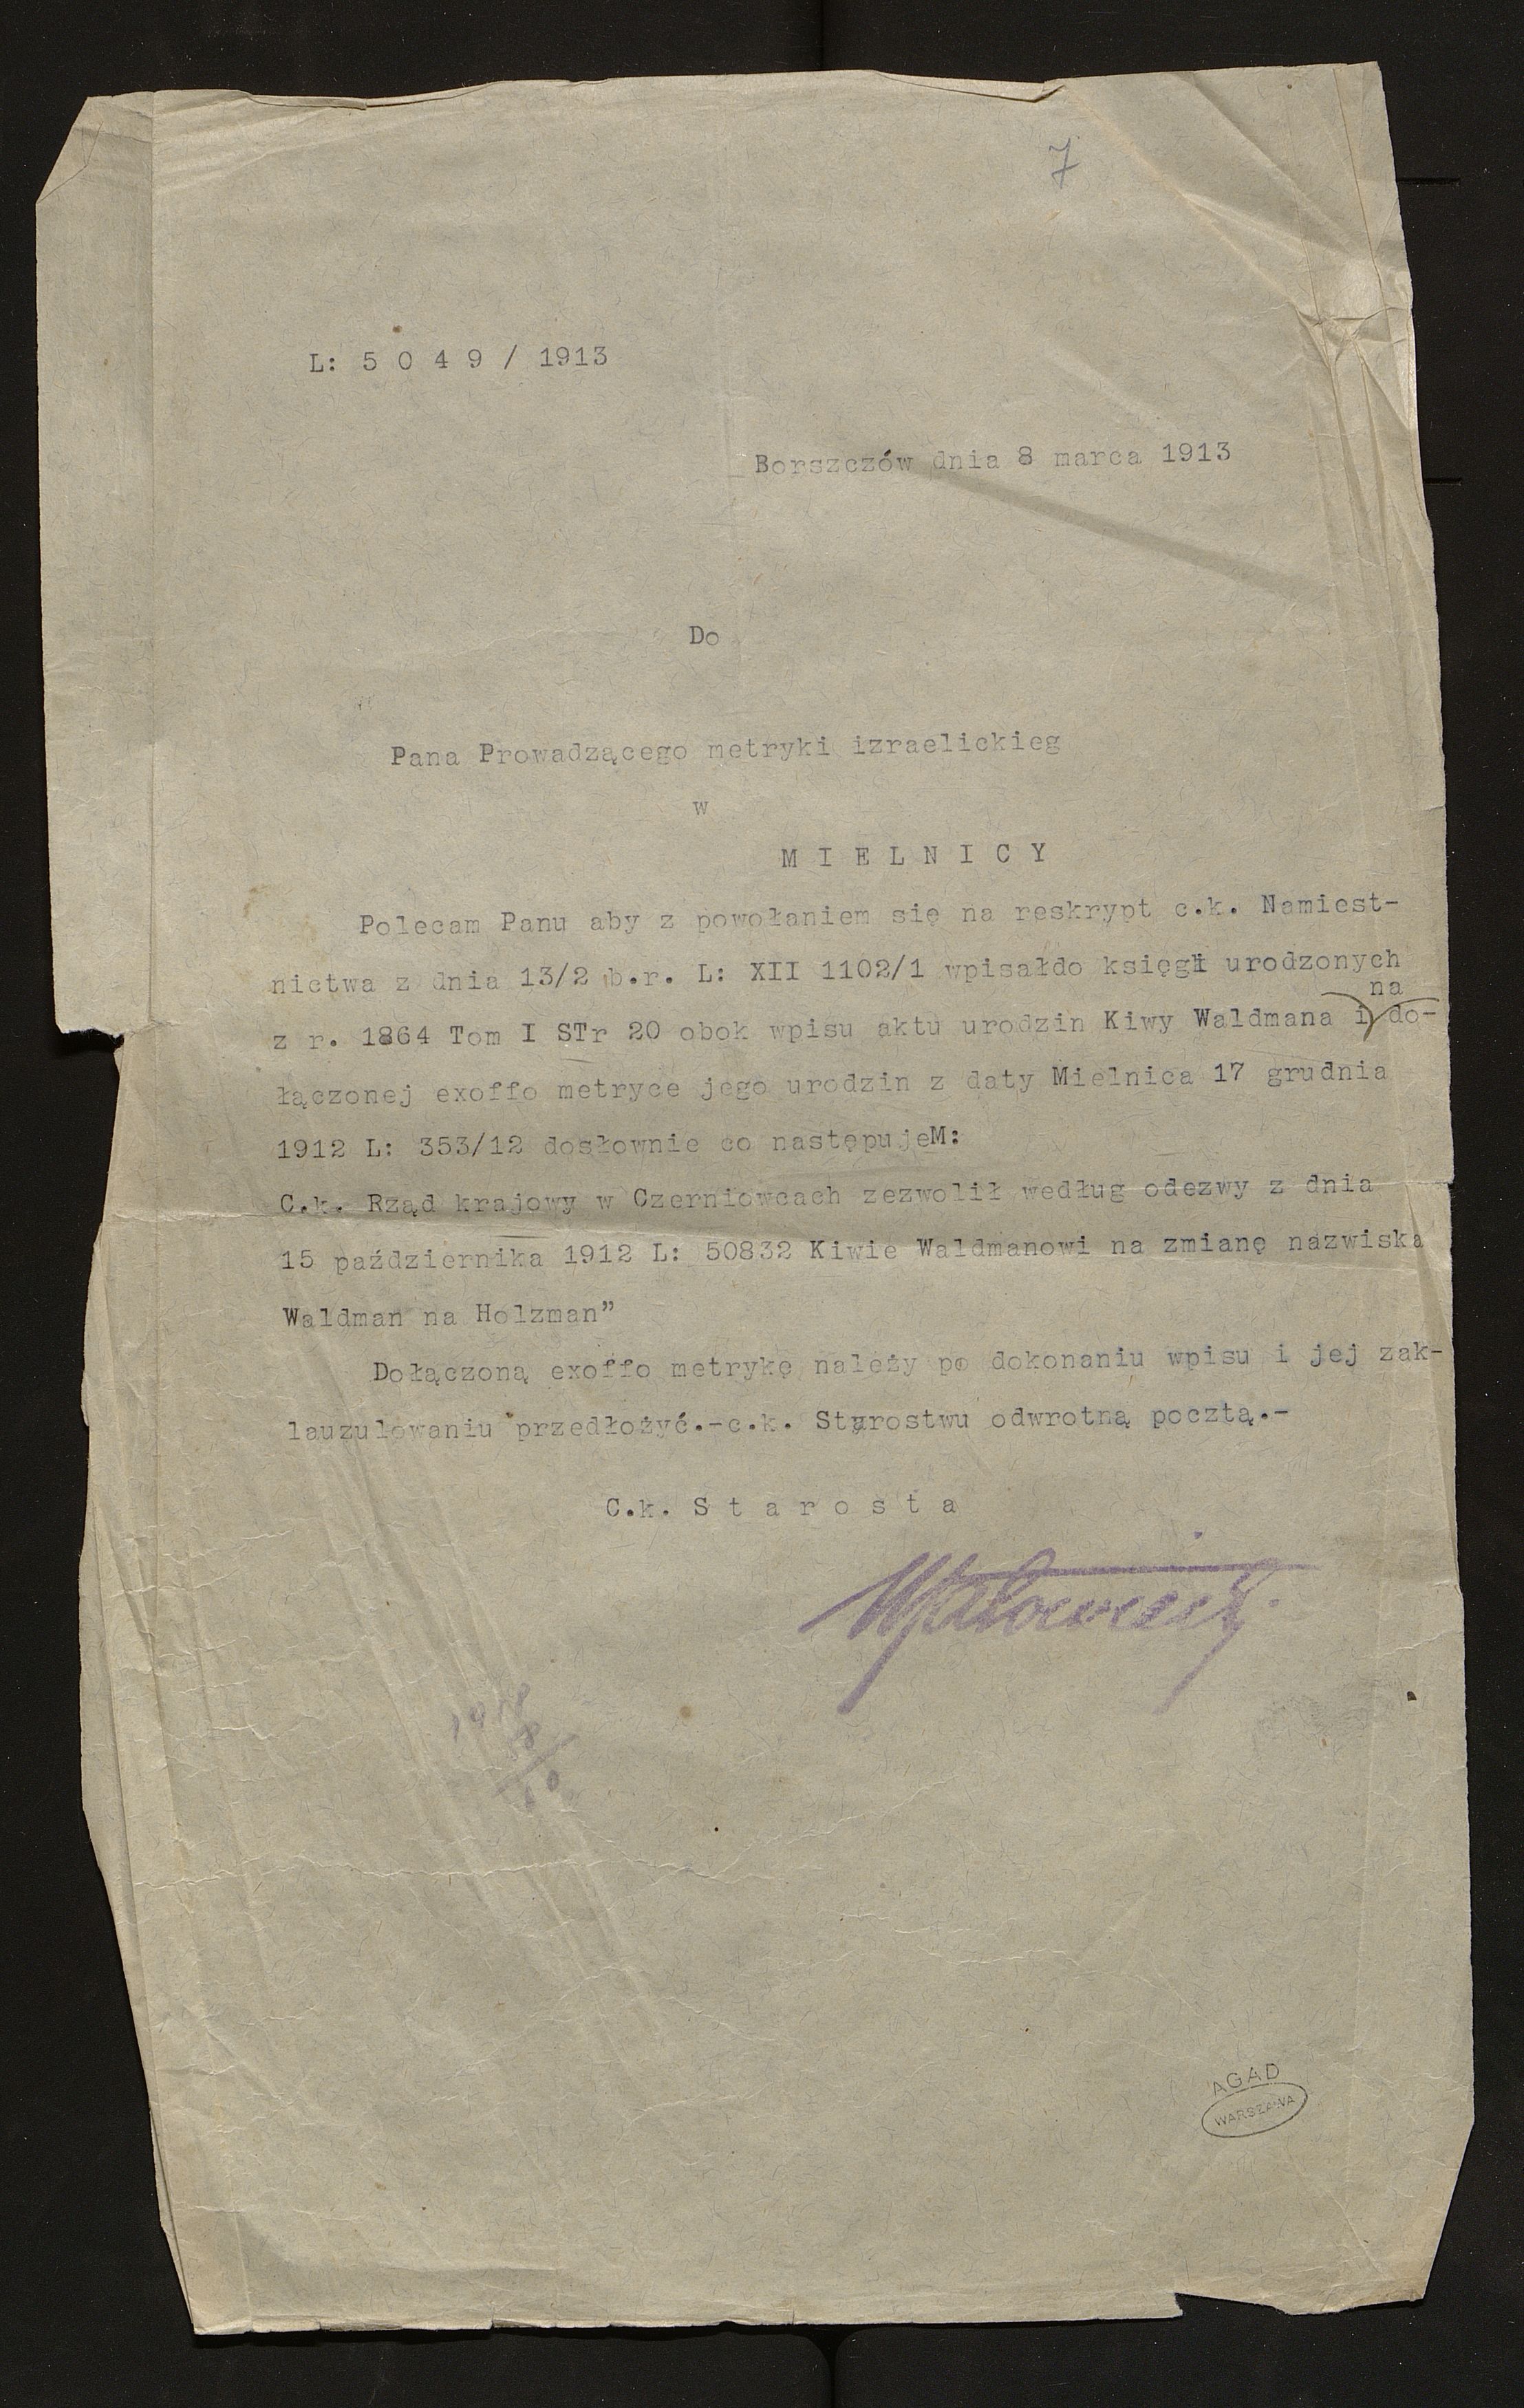 7
L: 5 0 4 9 / 1913
Borszczów dnia 8 marca 1913
Do
Pana Prowadzącego metryki izraelickieg
w
M I E L N I C Y
Polecam Panu aby z powołaniem się na reskrypt c.k. Namiest-
nictwa z dnia 13/2 b.r. L: XII 1102/1 wpisałdo księgi urodzonych
na
z r. 1864 Tom I STr 20 obok wpisu aktu urodzin Kiwy Waldmana i do-
łączonej exoffo metryce jego urodzin z daty Mielnica 17 grudnia
1912 L: 353/12 dosłownie co następujeM:
C.k. Rząd krajowy w Czerniowcach zezwolił według odezwy z dnia
15 października 1912 L: 50832 Kiwie Waldmanowi na zmianę nazwiska
Waldman na Holzman”
Dołączoną exoffo metrykę należy po dokonaniu wpisu i jej zak-
lauzulowaniu przedłożyć.-c.k. Starostwu odwrotną pocztą.-
C.k. S t a r o s t a
AGAD
WARSZAWA